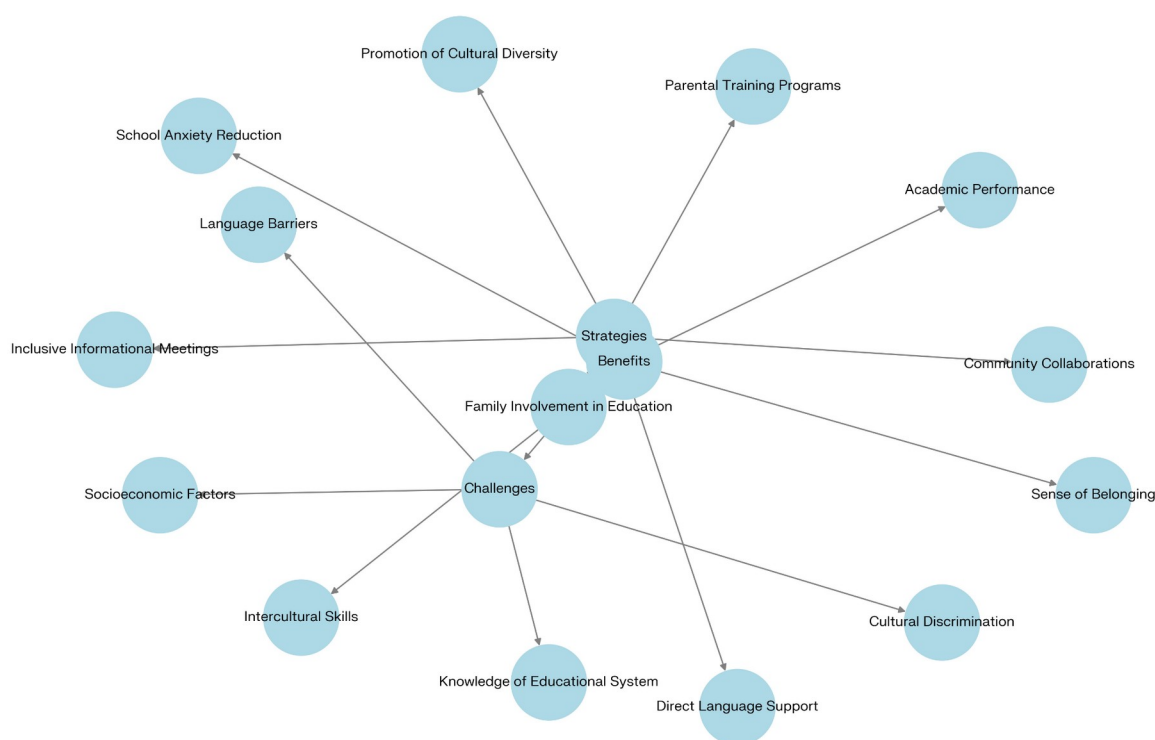 Promotion of Cultural Diversity
Parental Training Programs
School Anxiety Reduction
Academic Performance
Language Barriers
Strategies
Inclusive Informational Meetings
Benefits
Community Collaborations
Family Involvement in Education
Challenges
Socioeconomic Factors
Sense of Belonging
Intercultural Skills
Cultural Discrimination
Knowledge of Educational System
Direct Language Support